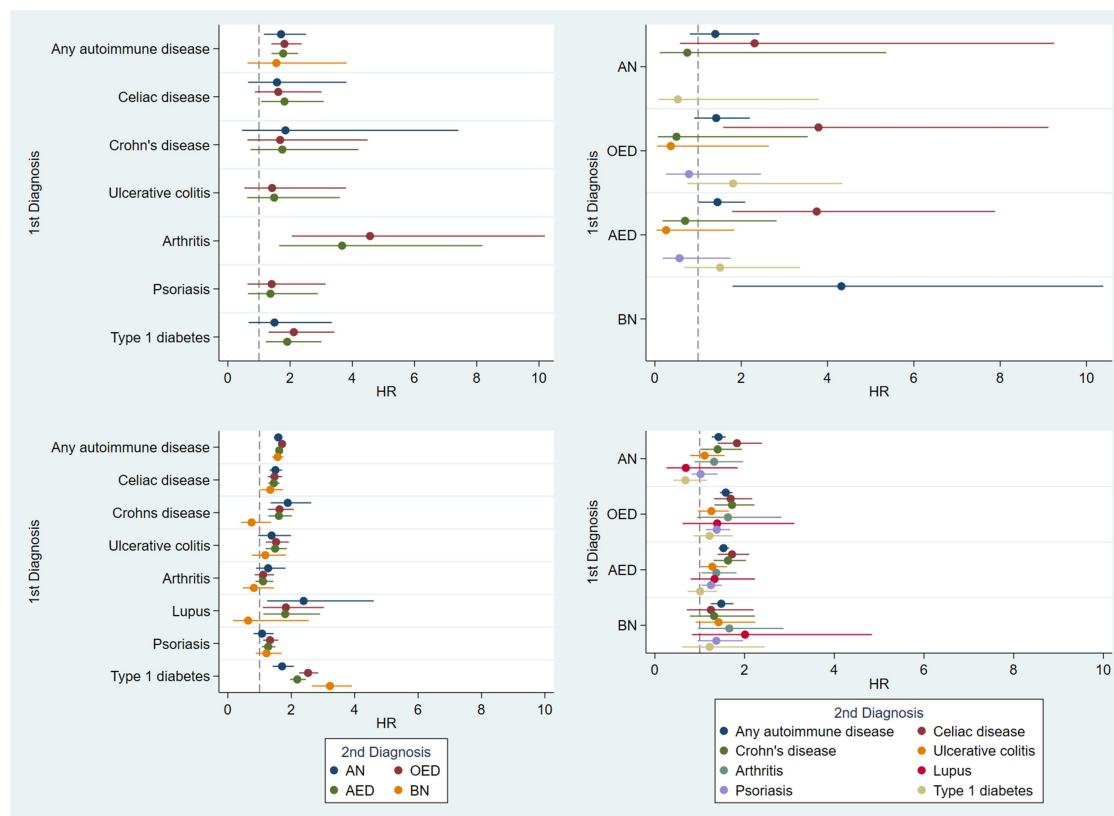 1st Diagnosis
Any autoimmune disease
Celiac disease
Crohn's disease
Ulcerative colitis
Arthritis
Psoriasis
Type 1 diabetes
0 2 4 6 8 10
HR
1st Diagnosis
AN
OED
AED
BN
0 2 4 6 8 10
HR
1st Diagnosis
Any autoimmune disease
Celiac disease
Crohns disease
Ulcerative colitis
Arthritis
Lupus
Psoriasis
Type 1 diabetes
0 2 4 6 8 10
HR
2nd Diagnosis
AN OED
AED BN
1st Diagnosis
AN
OED
AED
BN
0 2 4 6 8 10
HR
2nd Diagnosis
Any autoimmune disease Celiac disease
Crohn's disease Ulcerative colitis
Arthritis Lupus
Psoriasis Type 1 diabetes